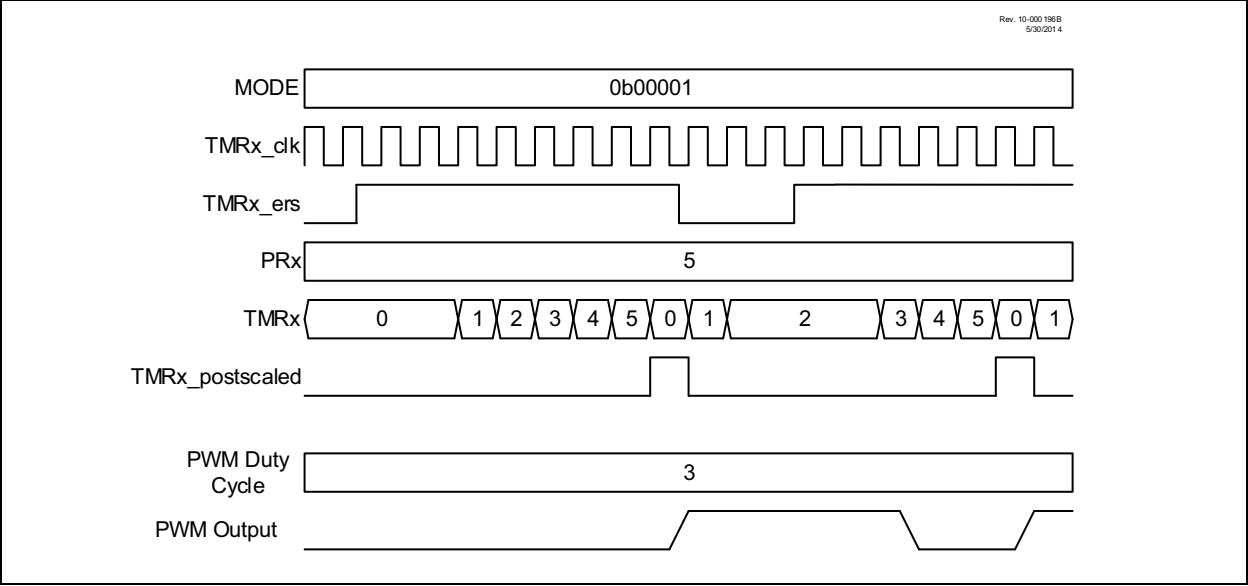 Rev. 10-000196B
5/30/2014
MODE 0b00001
TMRx_clk
TMRx_ers
PRx 5
TMRx 0 1 2 3 4 5 0 1 2 3 4 5 0 1
TMRx_postscaled
PWM Duty
Cycle 3
PWM Output